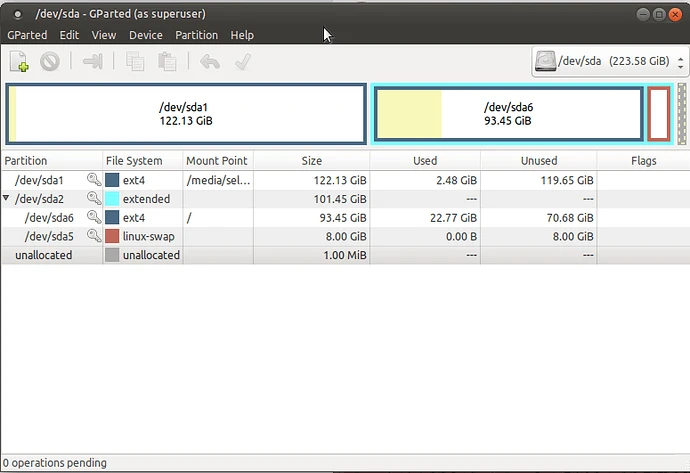 /dev/sda - GParted (as superuser)
GParted Edit View Device Partition Help
/dev/sda (223.58 GiB)
/dev/sda1
122.13 GiB
/dev/sda6
93.45 GiB
Partition File System Mount Point Size Used Unused Flags
/dev/sda1 ext4 /media/sel... 122.13 GiB 2.48 GiB 119.65 GiB
/dev/sda2 extended 101.45 GiB --- ---
/dev/sda6 ext4 / 93.45 GiB 22.77 GiB 70.68 GiB
/dev/sda5 linux-swap 8.00 GiB 0.00 B 8.00 GiB
unallocated unallocated 1.00 MiB --- ---
0 operations pending